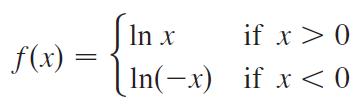 f(x) = { ln x if x > 0
ln(−x) if x < 0